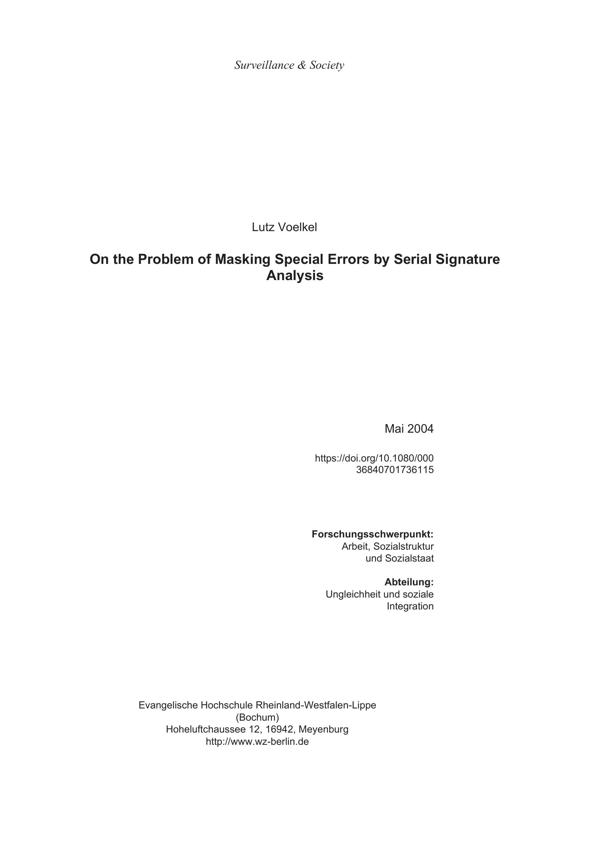 Surveillance & Society
Lutz Voelkel
On the Problem of Masking Special Errors by Serial Signature
Analysis
Mai 2004
https://doi.org/10.1080/000
36840701736115
Forschungsschwerpunkt:
Arbeit, Sozialstruktur
und Sozialstaat
Abteilung:
Ungleichheit und soziale
Integration
Evangelische Hochschule Rheinland-Westfalen-Lippe
(Bochum)
Hoheluftchaussee 12, 16942, Meyenburg
http://www.wz-berlin.de